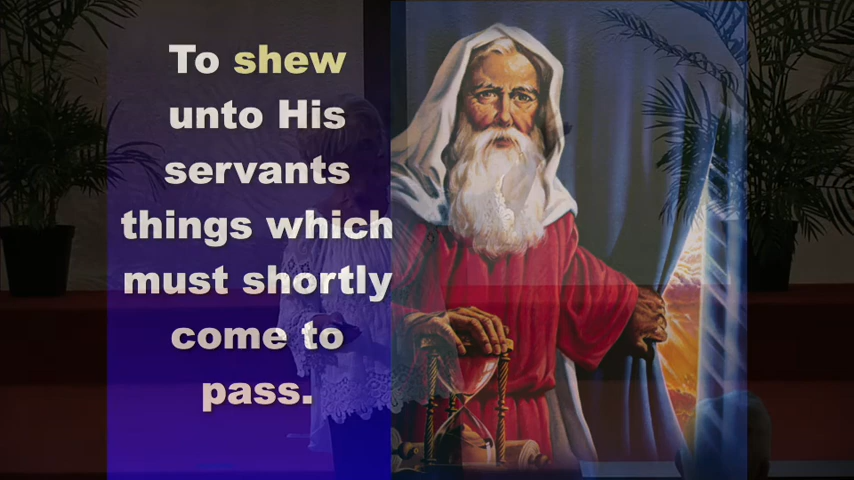 To shew
unto His
servants
things which
must shortly
come to
pass.